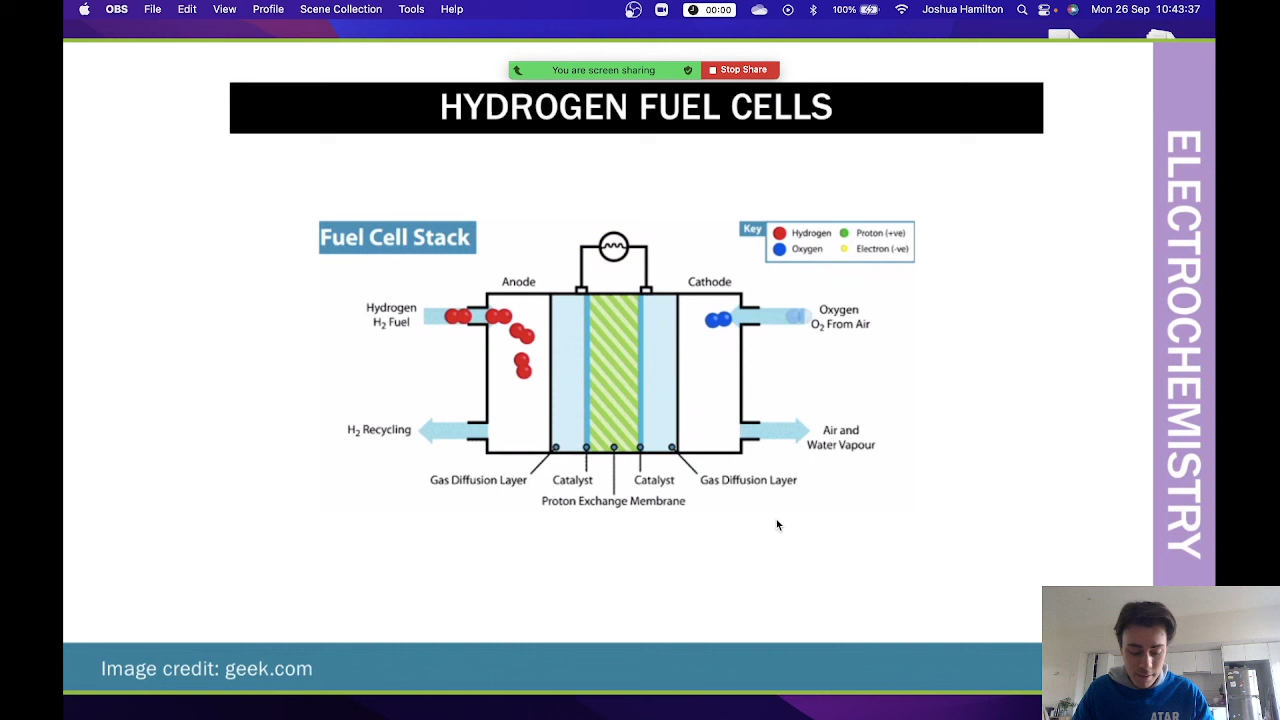 OBS File Edit View Profile Scene Collection Tools Help 00:00 100% Joshua Hamilton Mon 26 Sep 10:43:37
You are screen sharing Stop Share
HYDROGEN FUEL CELLS
ELECTROCHEMISTRY
Fuel Cell Stack
Key
Hydrogen Proton (+ve)
Oxygen Electron (-ve)
Anode
Cathode
Hydrogen
H₂ Fuel
Oxygen
O₂ From Air
H₂ Recycling
Air and
Water Vapour
Gas Diffusion Layer Catalyst Catalyst Gas Diffusion Layer
Proton Exchange Membrane
Image credit: geek.com
ATAR